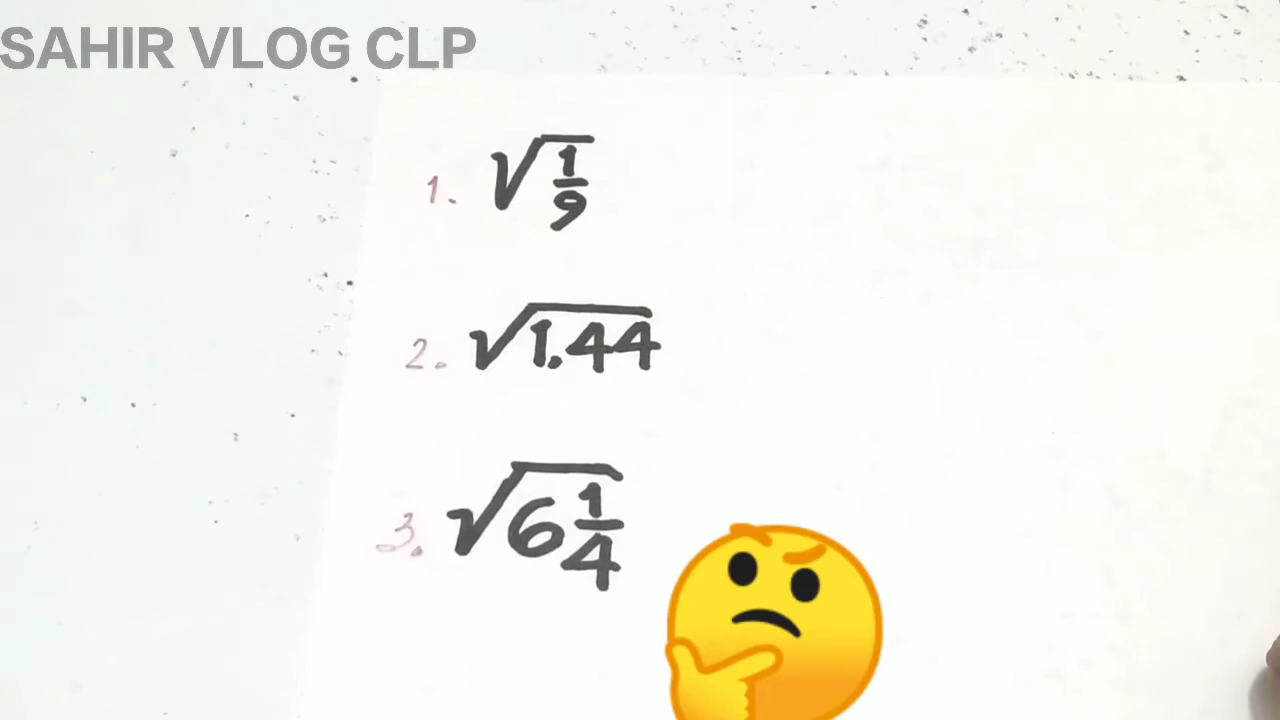 SAHIR VLOG CLP
1. √(1/9)
2. √1.44
3. √(6 1/4)